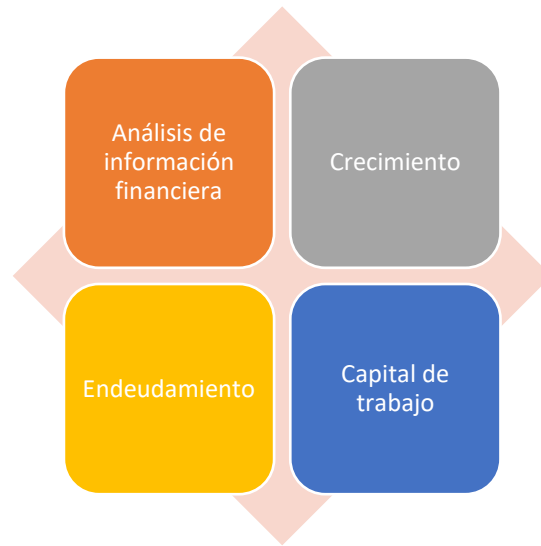 Análisis de
información
financiera
Crecimiento
Endeudamiento
Capital de
trabajo